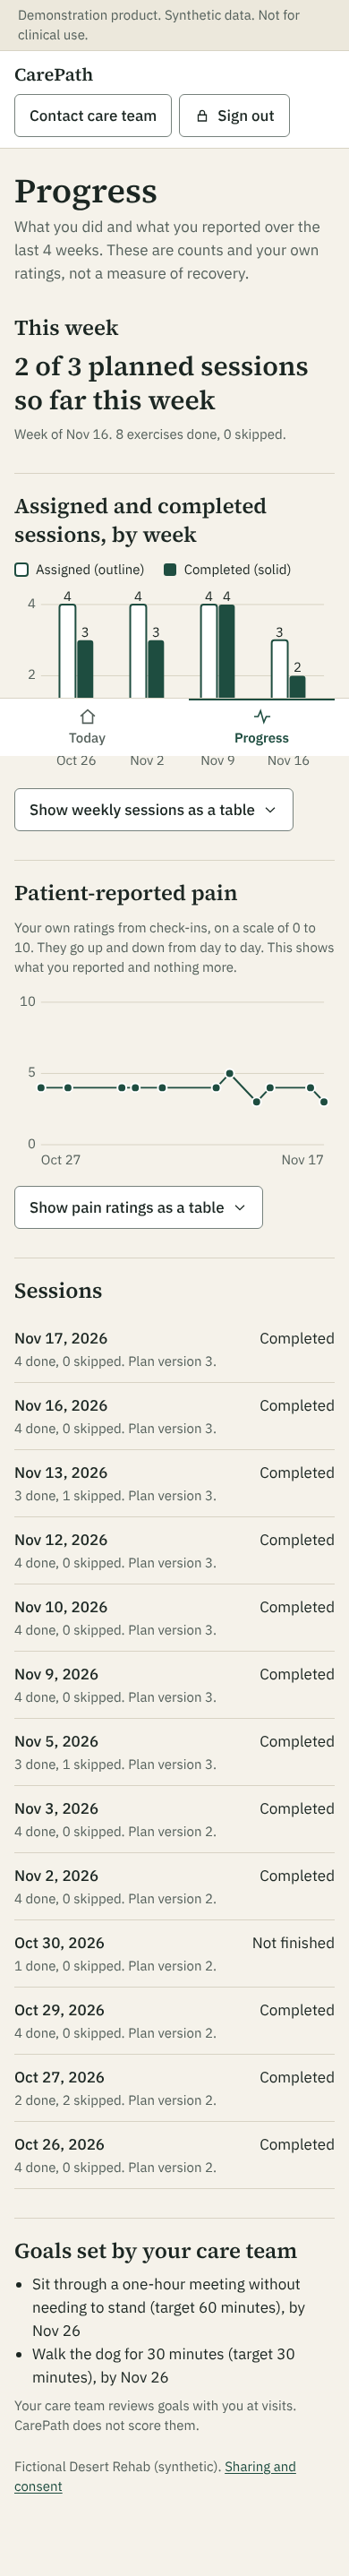 Demonstration product. Synthetic data. Not for
clinical use.
CarePath
Contact care team
Sign out
Progress
What you did and what you reported over the
last 4 weeks. These are counts and your own
ratings, not a measure of recovery.
This week
2 of 3 planned sessions
so far this week
Week of Nov 16. 8 exercises done, 0 skipped.
Assigned and completed
sessions, by week
Assigned (outline)
Completed (solid)
4
2
4
3
4
3
4
4
3
2
Today
Progress
Oct 26
Nov 2
Nov 9
Nov 16
Show weekly sessions as a table
Patient-reported pain
Your own ratings from check-ins, on a scale of 0 to
10. They go up and down from day to day. This shows
what you reported and nothing more.
10
5
0
Oct 27
Nov 17
Show pain ratings as a table
Sessions
Nov 17, 2026 Completed
4 done, 0 skipped. Plan version 3.
Nov 16, 2026 Completed
4 done, 0 skipped. Plan version 3.
Nov 13, 2026 Completed
3 done, 1 skipped. Plan version 3.
Nov 12, 2026 Completed
4 done, 0 skipped. Plan version 3.
Nov 10, 2026 Completed
4 done, 0 skipped. Plan version 3.
Nov 9, 2026 Completed
4 done, 0 skipped. Plan version 3.
Nov 5, 2026 Completed
3 done, 1 skipped. Plan version 3.
Nov 3, 2026 Completed
4 done, 0 skipped. Plan version 2.
Nov 2, 2026 Completed
4 done, 0 skipped. Plan version 2.
Oct 30, 2026 Not finished
1 done, 0 skipped. Plan version 2.
Oct 29, 2026 Completed
4 done, 0 skipped. Plan version 2.
Oct 27, 2026 Completed
2 done, 2 skipped. Plan version 2.
Oct 26, 2026 Completed
4 done, 0 skipped. Plan version 2.
Goals set by your care team
• Sit through a one-hour meeting without
needing to stand (target 60 minutes), by
Nov 26
• Walk the dog for 30 minutes (target 30
minutes), by Nov 26
Your care team reviews goals with you at visits.
CarePath does not score them.
Fictional Desert Rehab (synthetic). Sharing and
consent